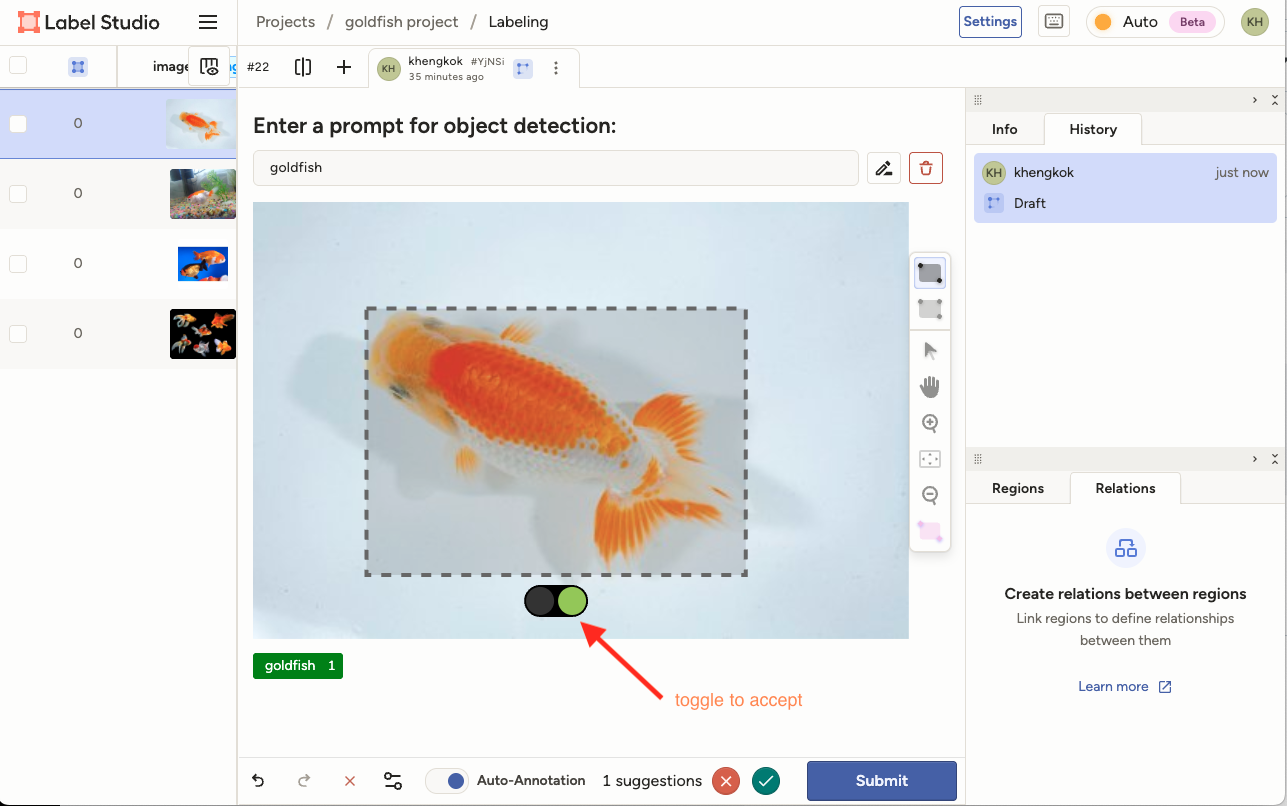 Label Studio
Projects / goldfish project / Labeling
Settings
Auto Beta
KH
image
#22
KH
khengkok #YjNSi
35 minutes ago
0
0
0
0
Enter a prompt for object detection:
goldfish
goldfish 1
toggle to accept
Auto-Annotation
1 suggestions
Submit
Info
History
KH khengkok just now
Draft
Regions
Relations
Create relations between regions
Link regions to define relationships
between them
Learn more